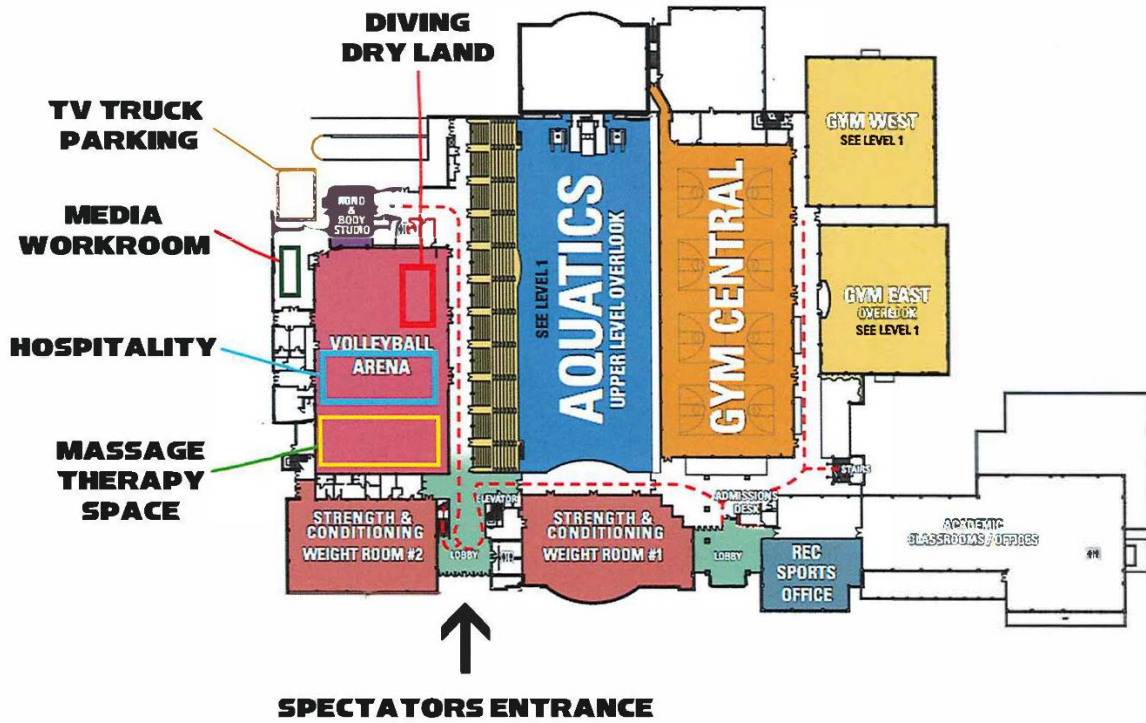 DIVING
DRY LAND
TV TRUCK
PARKING
MEDIA
WORKROOM
HOSPITALITY
MASSAGE
THERAPY
SPACE
MIND
&
BODY
STUDIO
VOLLEYBALL
ARENA
SEE LEVEL 1
AQUATICS
UPPER LEVEL OVERLOOK
GYM CENTRAL
GYM WEST
SEE LEVEL 1
GYM EAST
OVERLOOK
SEE LEVEL 1
STAIRS
ELEVATOR
ADMISSIONS
DESK
STRENGTH &
CONDITIONING
WEIGHT ROOM #2
LOBBY
STRENGTH &
CONDITIONING
WEIGHT ROOM #1
LOBBY
REC
SPORTS
OFFICE
ACADEMIC
CLASSROOMS / OFFICES
SPECTATORS ENTRANCE